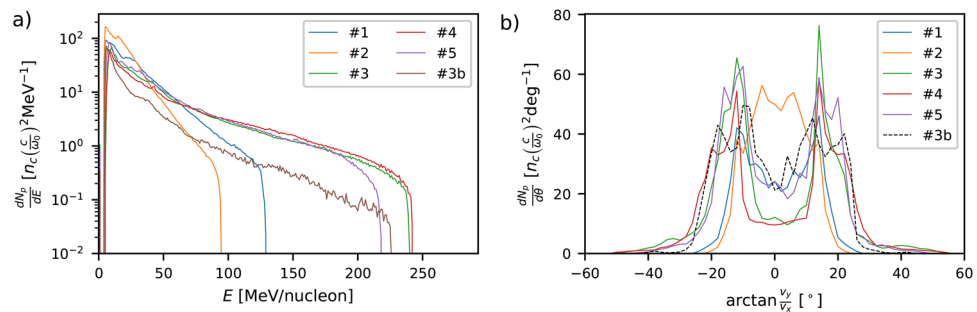 a)
#1 #4
#2 #5
#3 #3b
10²
10¹
10⁰
10⁻¹
10⁻²
dN_p/dE [n_c(c/ω₀)²MeV⁻¹]
0 50 100 150 200 250
E [MeV/nucleon]
b)
#1
#2
#3
#4
#5
#3b
80
60
40
20
0
dN_p/dθ [n_c(c/ω₀)²deg⁻¹]
−60 −40 −20 0 20 40 60
arctan v_y/v_x [°]